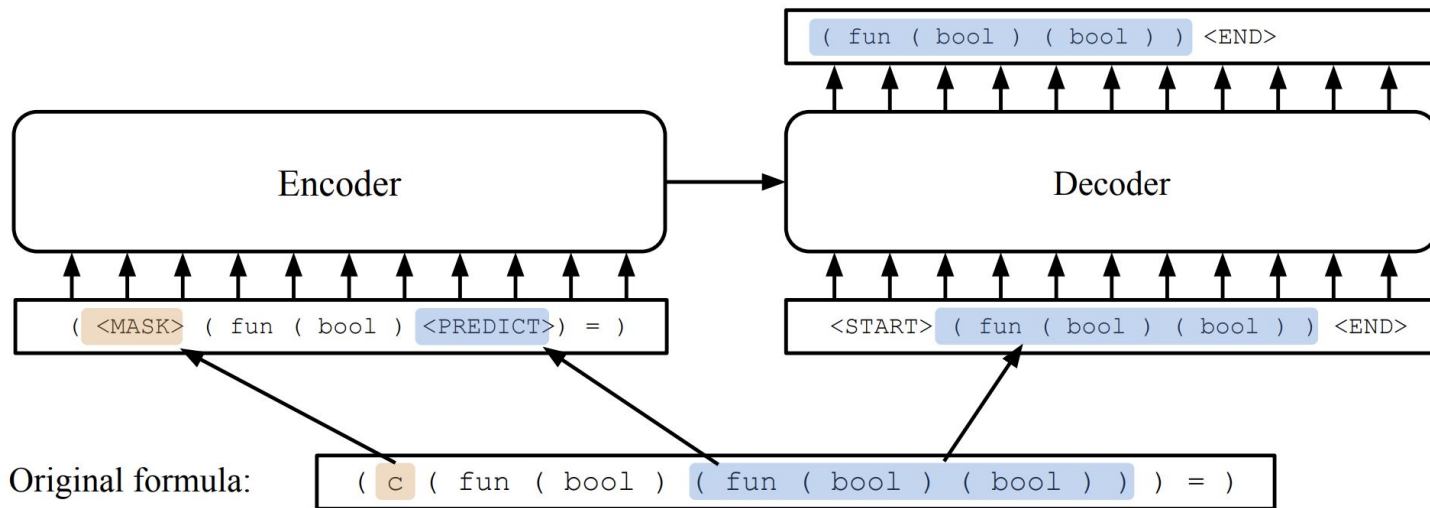 ( fun ( bool ) ( bool ) ) <END>
Encoder
Decoder
( <MASK> ( fun ( bool ) <PREDICT>) = )
<START>( fun ( bool ) ( bool ) ) <END>
Original formula:
( c ( fun ( bool ) ( fun ( bool ) ( bool ) ) ) = )